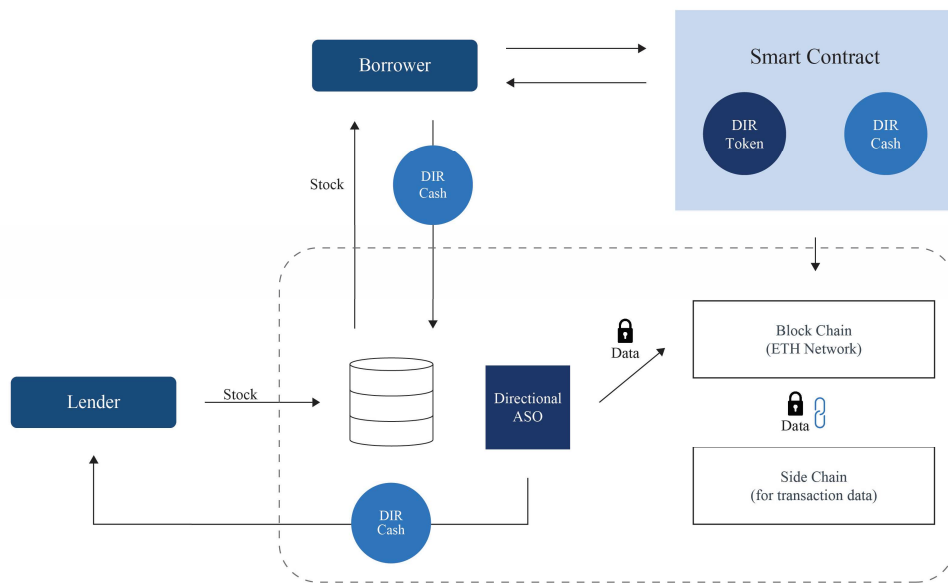 Borrower
Smart Contract
DIR
Token
DIR
Cash
DIR
Cash
Stock
Data
Block Chain
(ETH Network)
Lender
Stock
Directional
ASO
Data
Side Chain
(for transaction data)
DIR
Cash